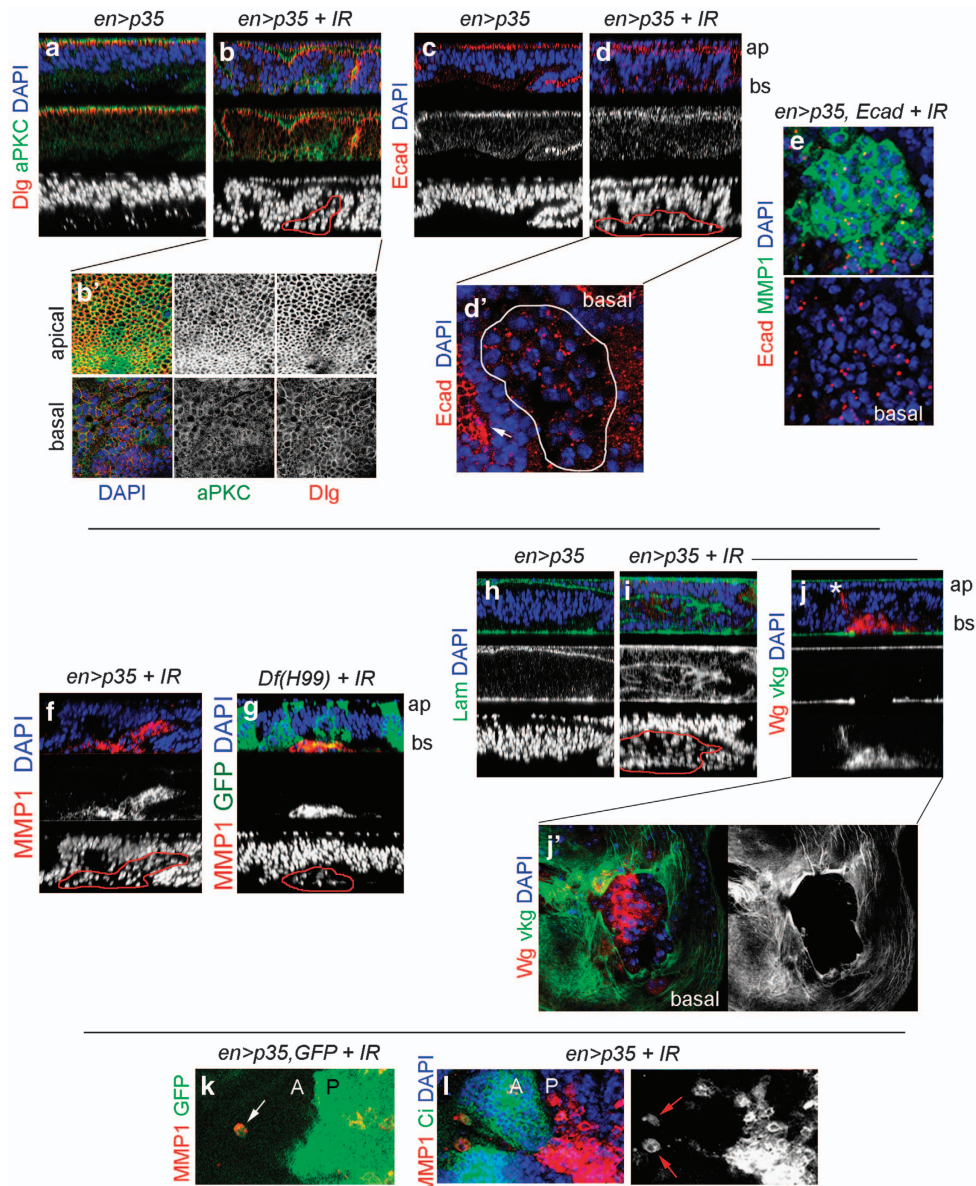 en>p35
en>p35 + IR
en>p35
en>p35 + IR
a
b
c
d
ap
bs
Dlg aPKC DAPI
Ecad DAPI
en>p35, Ecad + IR
e
Ecad MMP1 DAPI
basal
b'
apical
basal
DAPI
aPKC
Dlg
d'
basal
Ecad DAPI
en>p35
en>p35 + IR
h
i
j
*
ap
bs
Lam DAPI
Wg vkg DAPI
en>p35 + IR
Df(H99) + IR
f
g
ap
bs
MMP1 DAPI
MMP1 GFP DAPI
j'
Wg vkg DAPI
basal
en>p35,GFP + IR
en>p35 + IR
k
A P
MMP1 GFP
l
A P
MMP1 Ci DAPI